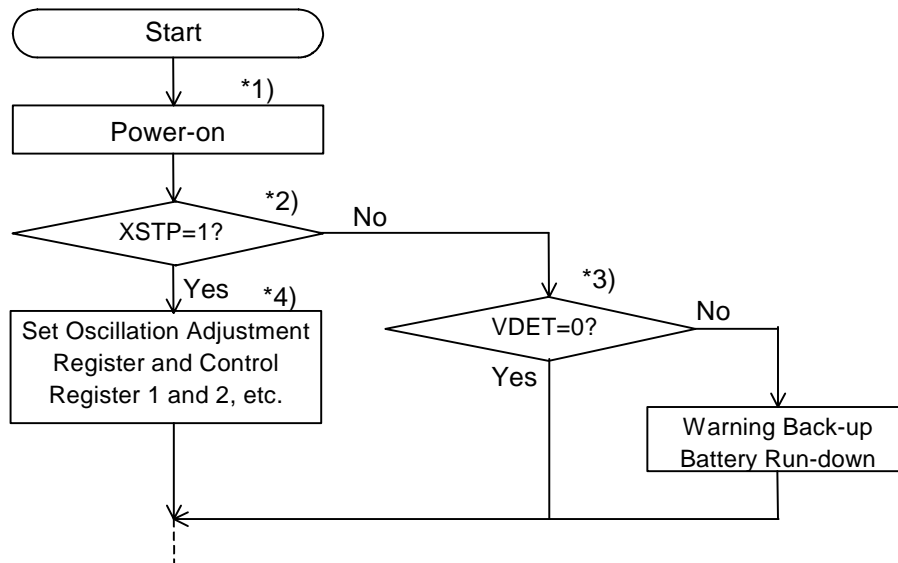 Start
*1)
Power-on
*2)
XSTP=1?
No
Yes
*4)
Set Oscillation Adjustment
Register and Control
Register 1 and 2, etc.
*3)
VDET=0?
No
Yes
Warning Back-up
Battery Run-down